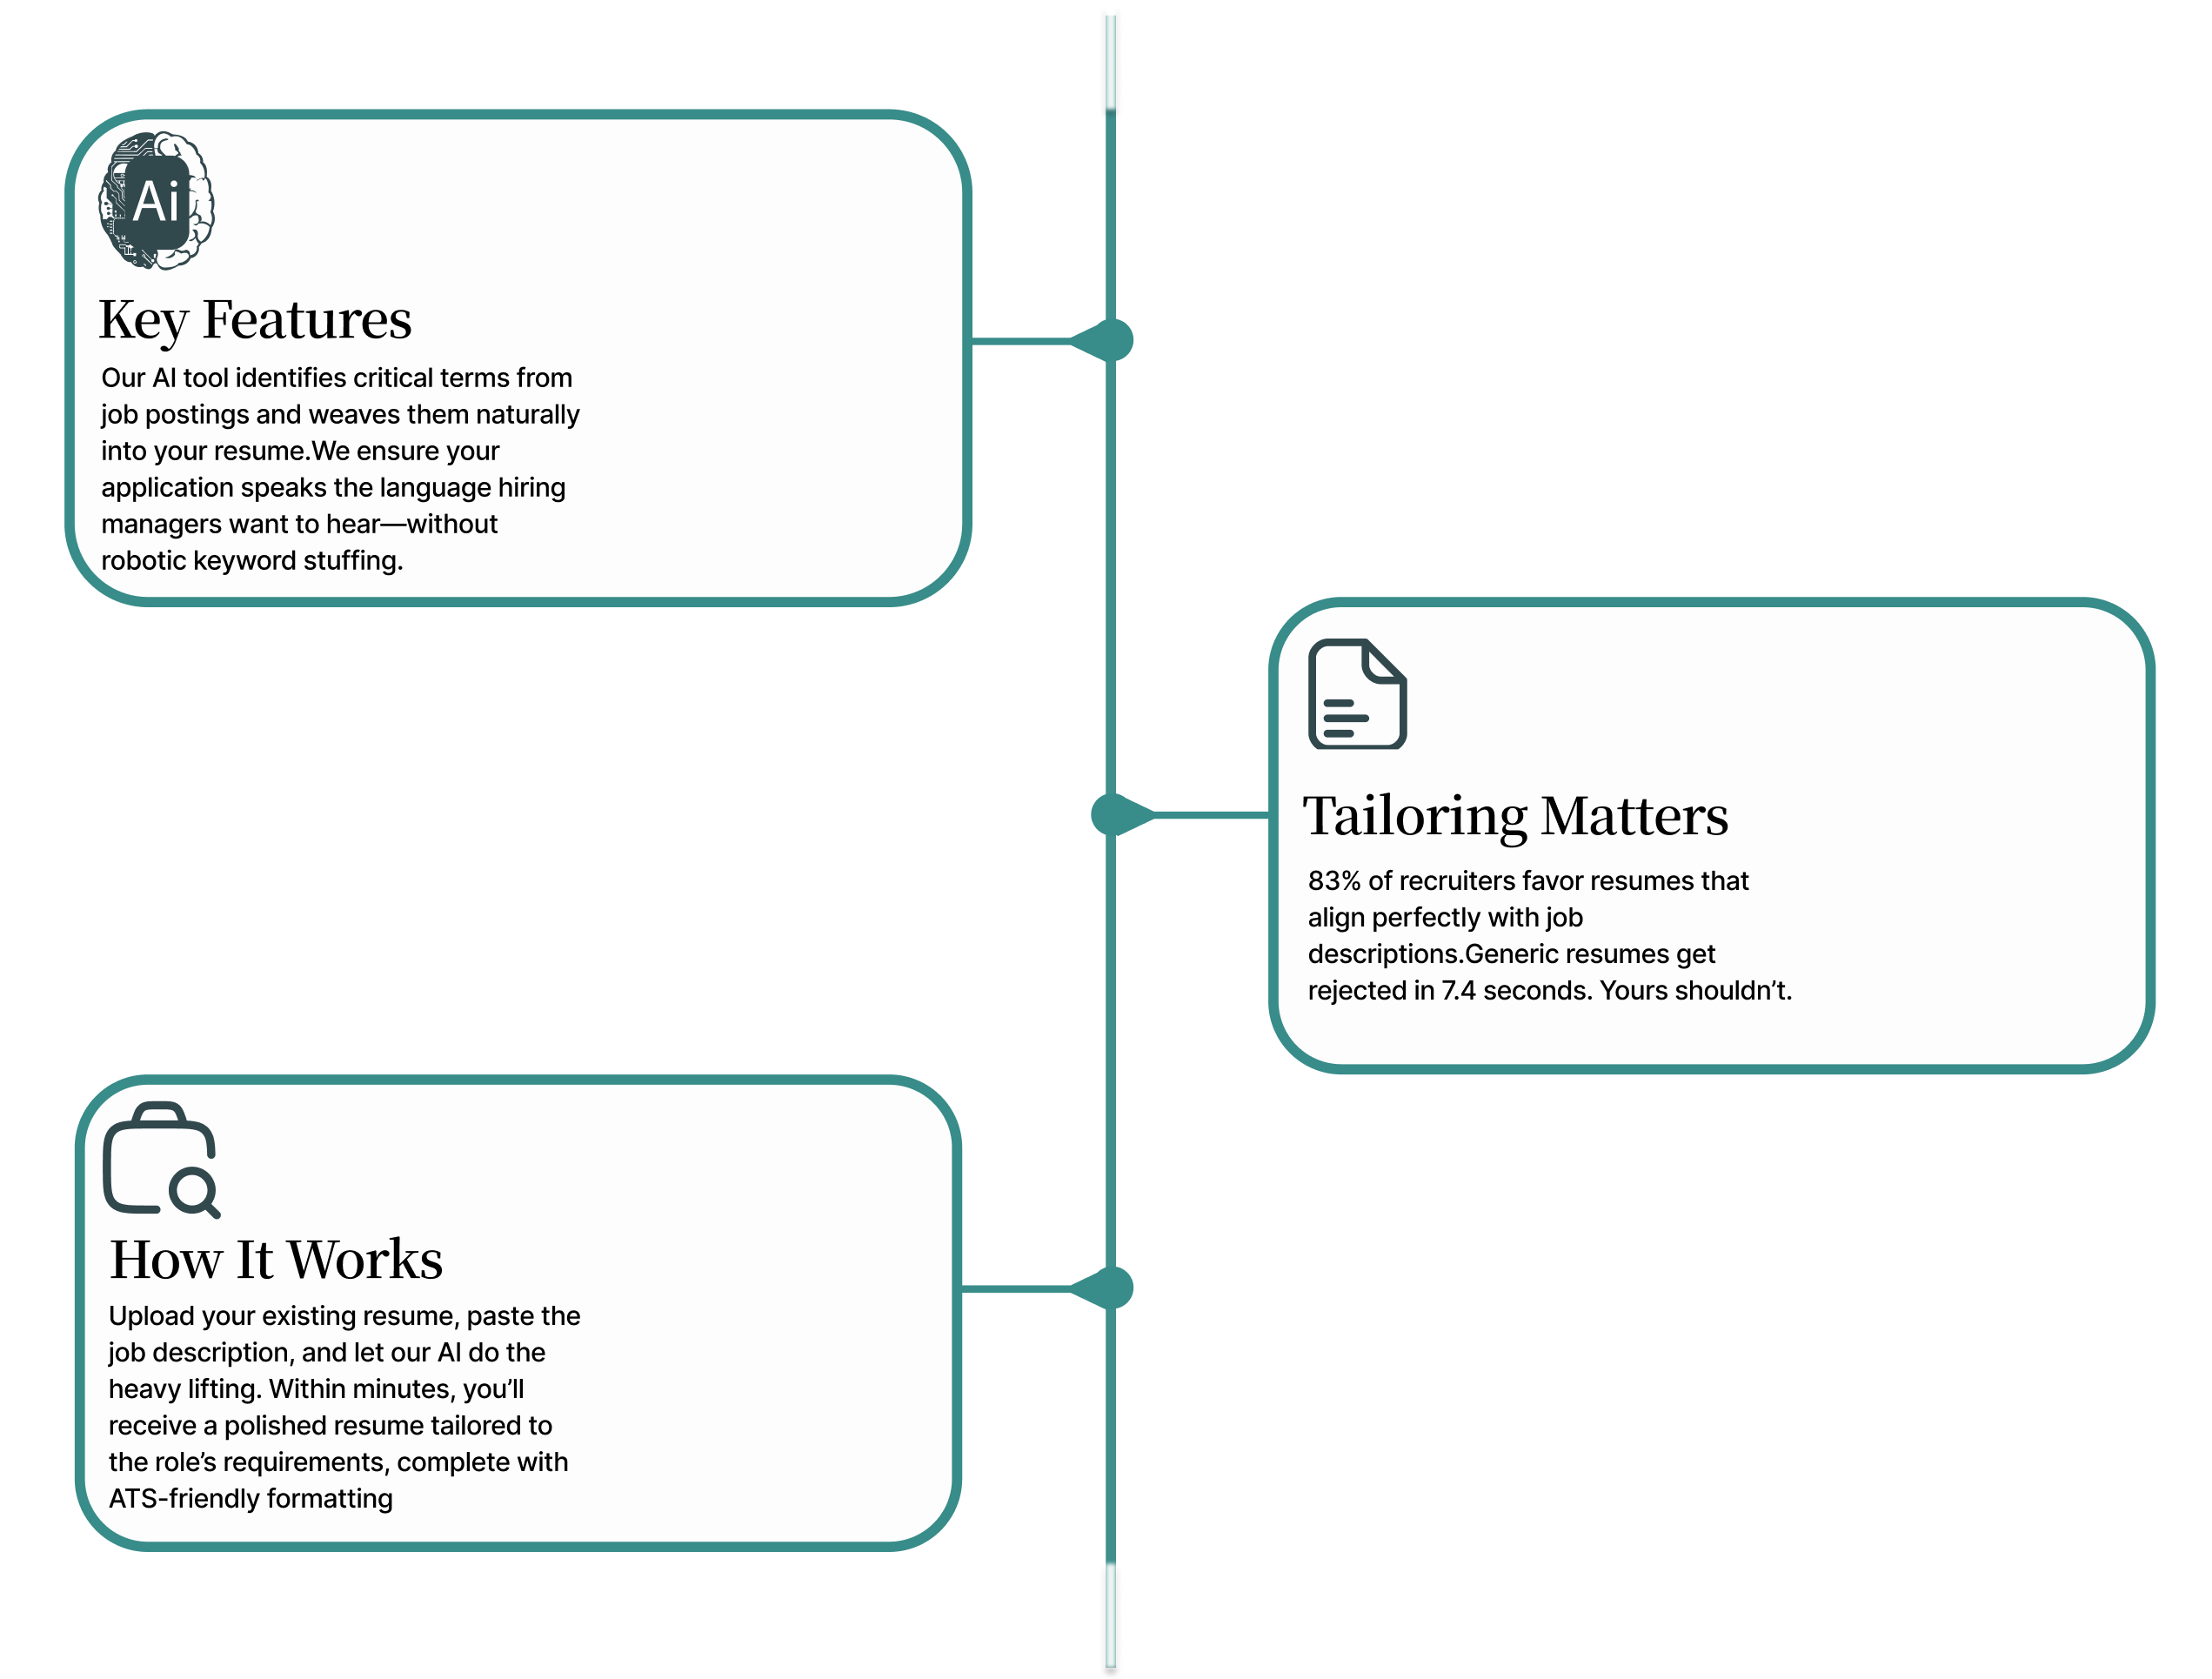 Ai
Key Features
Our AI tool identifies critical terms from
job postings and weaves them naturally
into your resume.We ensure your
application speaks the language hiring
managers want to hear—without
robotic keyword stuffing.
Tailoring Matters
83% of recruiters favor resumes that
align perfectly with job
descriptions.Generic resumes get
rejected in 7.4 seconds. Yours shouldn’t.
How It Works
Upload your existing resume, paste the
job description, and let our AI do the
heavy lifting. Within minutes, you’ll
receive a polished resume tailored to
the role’s requirements, complete with
ATS-friendly formatting